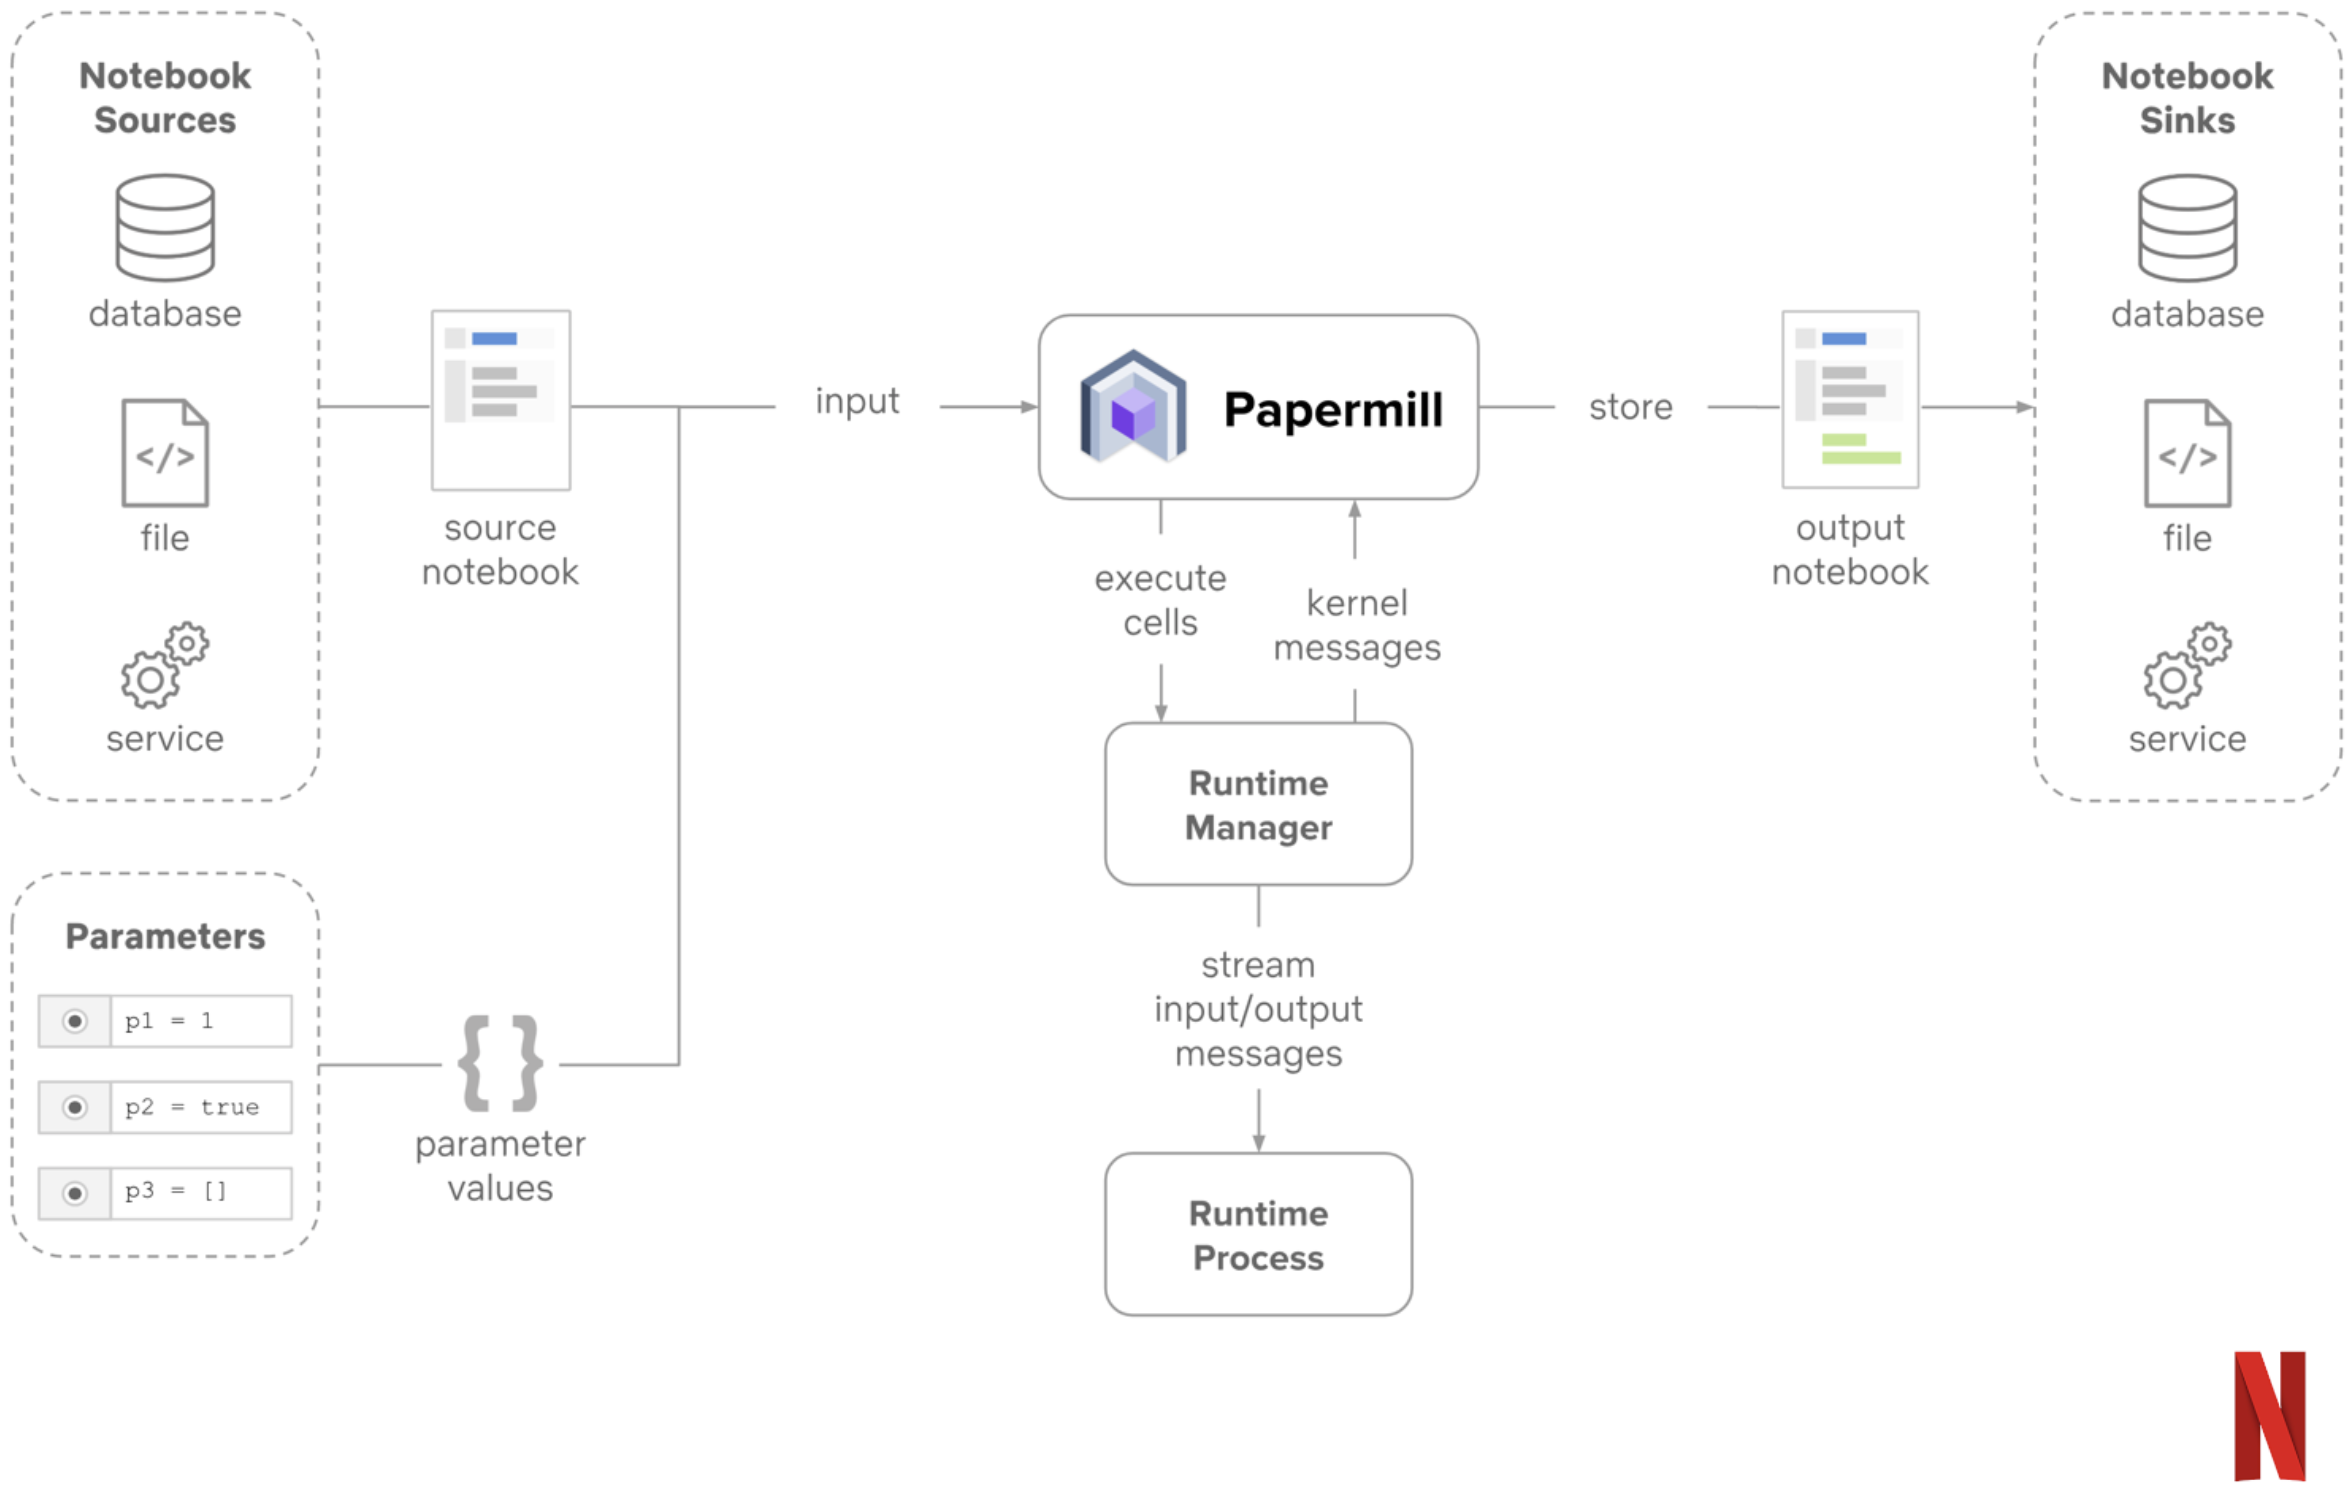 Notebook
Sources
database
</>
file
service
source
notebook
Parameters
p1 = 1
p2 = true
p3 = []
{}
parameter
values
input
Papermill
execute
cells
kernel
messages
Runtime
Manager
stream
input/output
messages
Runtime
Process
store
output
notebook
Notebook
Sinks
database
</>
file
service
N